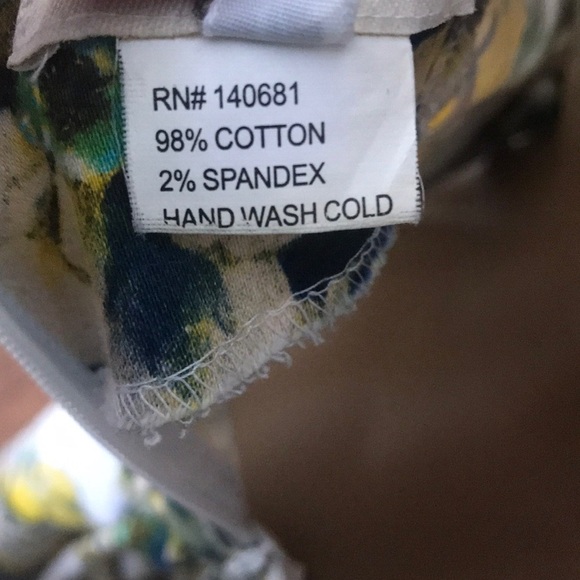 RN# 140681
98% COTTON
2% SPANDEX
HAND WASH COLD